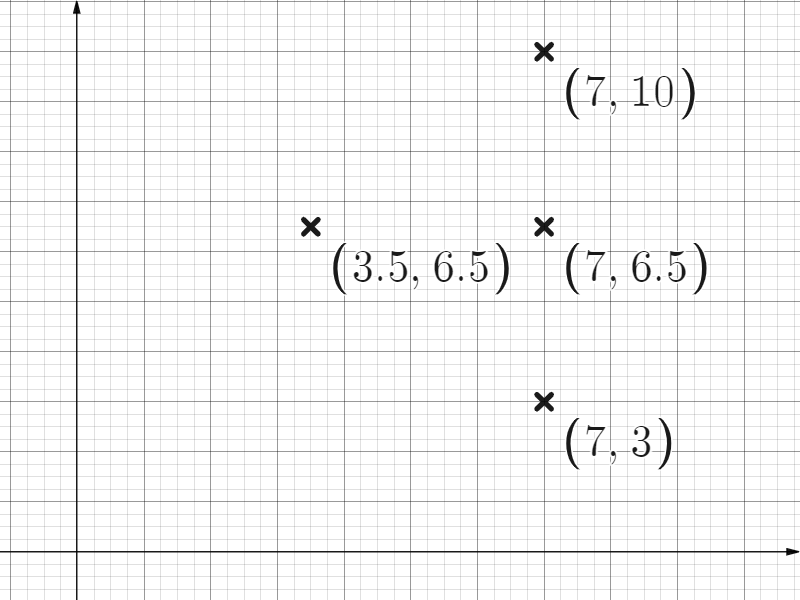 (7, 10)
(3.5, 6.5) (7, 6.5)
(7, 3)